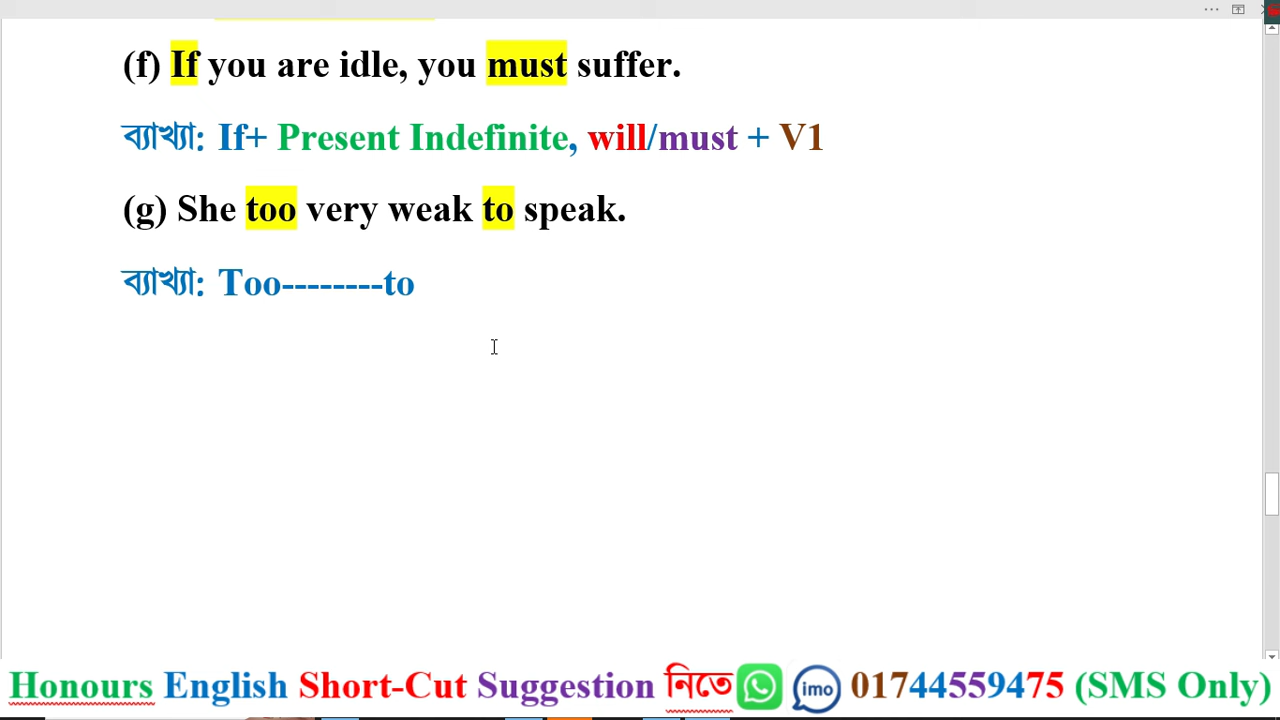 (f) If you are idle, you must suffer.
ব্যাখ্যা: If+ Present Indefinite, will/must + V1
(g) She too very weak to speak.
ব্যাখ্যা: Too--------to
Honours English Short-Cut Suggestion নিতে imo 01744559475 (SMS Only)